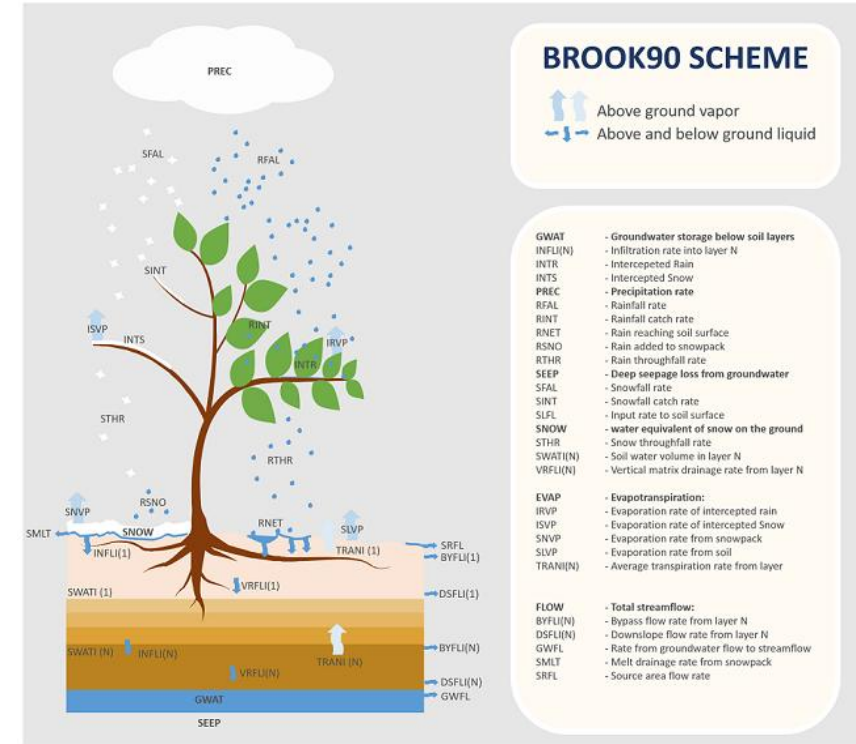 PREC
SFAL
RFAL
SINT
RINT
ISVP
INTS
IRVP
INTR
STHR
RTHR
RSNO
SNVP
SNOW
RNET
SLVP
SMLT
INFLI(1)
TRANI (1)
SRFL
BYFLI(1)
VRFLI(1)
SWATI (1)
DSFLI(1)
SWATI (N)
INFLI(N)
TRANI (N)
BYFLI(N)
VRFLI(N)
DSFLI(N)
GWAT
GWFL
SEEP
BROOK90 SCHEME
Above ground vapor
Above and below ground liquid
GWAT - Groundwater storage below soil layers
INFLI(N) - Infiltration rate into layer N
INTR - Intercepeted Rain
INTS - Intercepted Snow
PREC - Precipitation rate
RFAL - Rainfall rate
RINT - Rainfall catch rate
RNET - Rain reaching soil surface
RSNO - Rain added to snowpack
RTHR - Rain throughfall rate
SEEP - Deep seepage loss from groundwater
SFAL - Snowfall rate
SINT - Snowfall catch rate
SLFL - Input rate to soil surface
SNOW - water equivalent of snow on the ground
STHR - Snow throughfall rate
SWATI(N) - Soil water volume in layer N
VRFLI(N) - Vertical matrix drainage rate from layer N
EVAP - Evapotranspiration:
IRVP - Evaporation rate of intercepted rain
ISVP - Evaporation rate of intercepted Snow
SNVP - Evaporation rate from snowpack
SLVP - Evaporation rate from soil
TRANI(N) - Average transpiration rate from layer
FLOW - Total streamflow:
BYFLI(N) - Bypass flow rate from layer N
DSFLI(N) - Downslope flow rate from layer N
GWFL - Rate from groundwater flow to streamflow
SMLT - Melt drainage rate from snowpack
SRFL - Source area flow rate